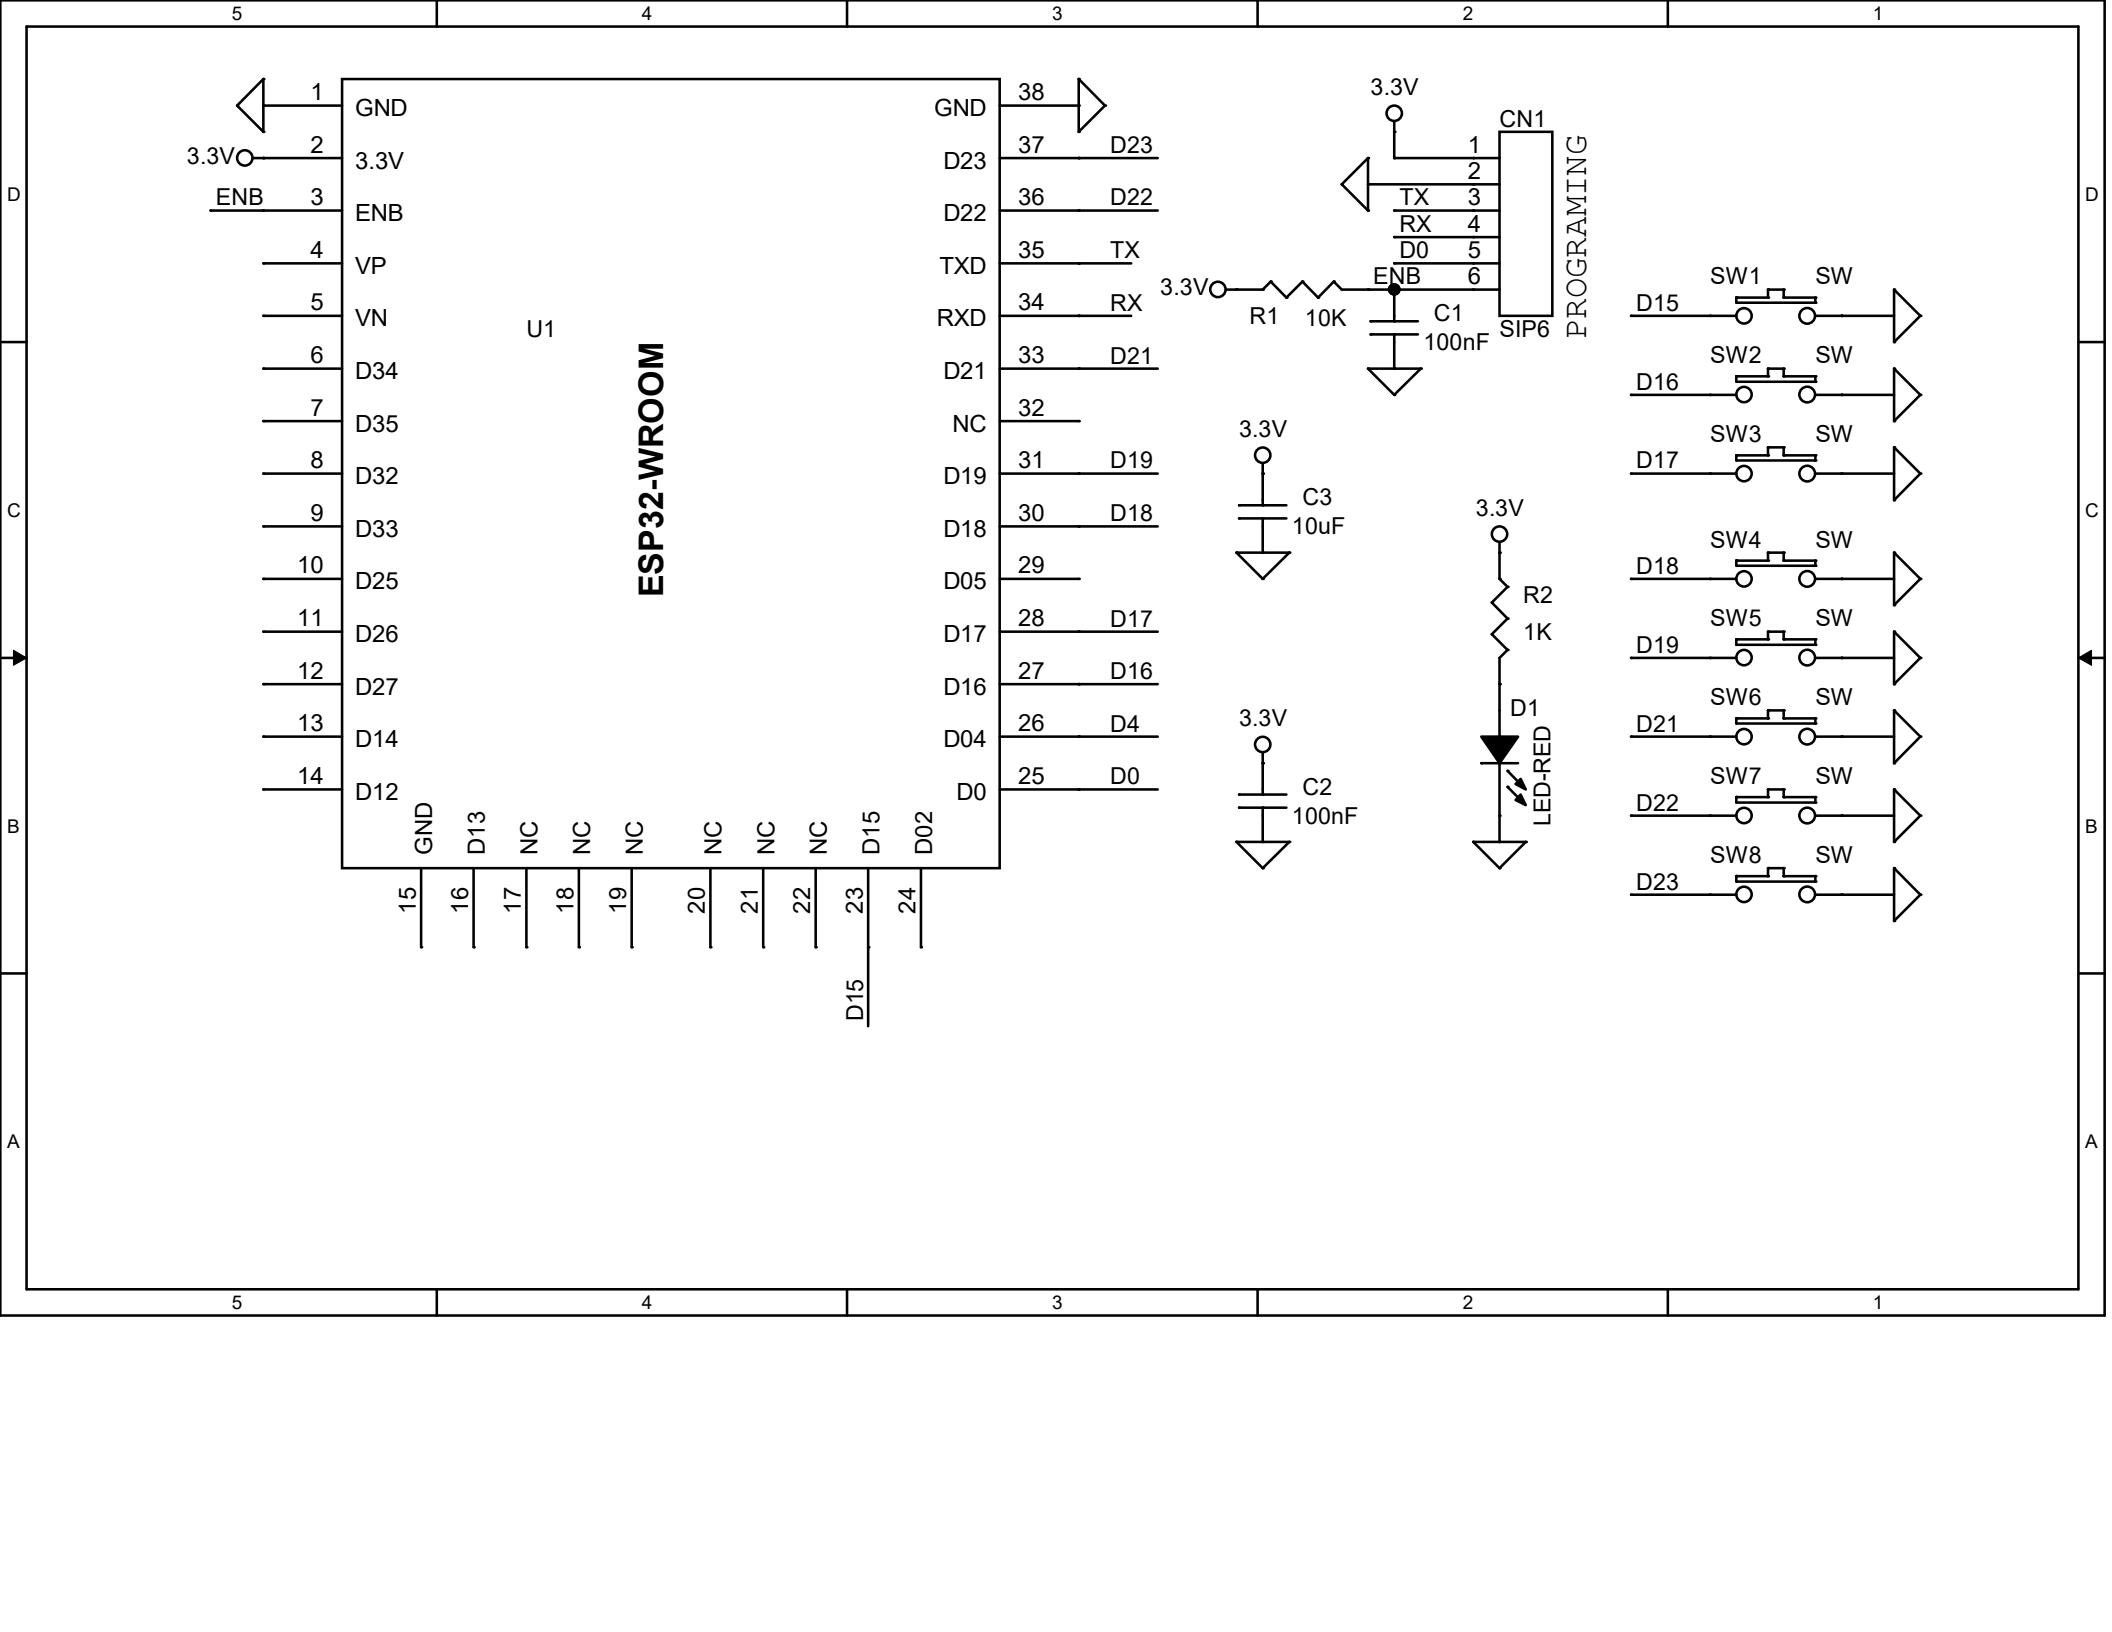 5 4 3 2 1
D
C
B
A
D
C
B
A
5 4 3 2 1
1 GND
3.3V 2 3.3V
ENB 3 ENB
4 VP
5 VN
6 D34
7 D35
8 D32
9 D33
10 D25
11 D26
12 D27
13 D14
14 D12
U1
ESP32-WROOM
GND 38
D23 37 D23
D22 36 D22
TXD 35 TX
RXD 34 RX
D21 33 D21
NC 32
D19 31 D19
D18 30 D18
D05 29
D17 28 D17
D16 27 D16
D04 26 D4
D0 25 D0
GND 15
D13 16
NC 17
NC 18
NC 19
NC 20
NC 21
NC 22
D15 23 D15
D02 24
3.3V
CN1
1
2
TX 3
RX 4
D0 5
ENB 6
SIP6
PROGRAMING
3.3V
R1 10K
C1
100nF
3.3V
C3
10uF
3.3V
C2
100nF
3.3V
R2
1K
D1
LED-RED
SW1 SW
D15
SW2 SW
D16
SW3 SW
D17
SW4 SW
D18
SW5 SW
D19
SW6 SW
D21
SW7 SW
D22
SW8 SW
D23